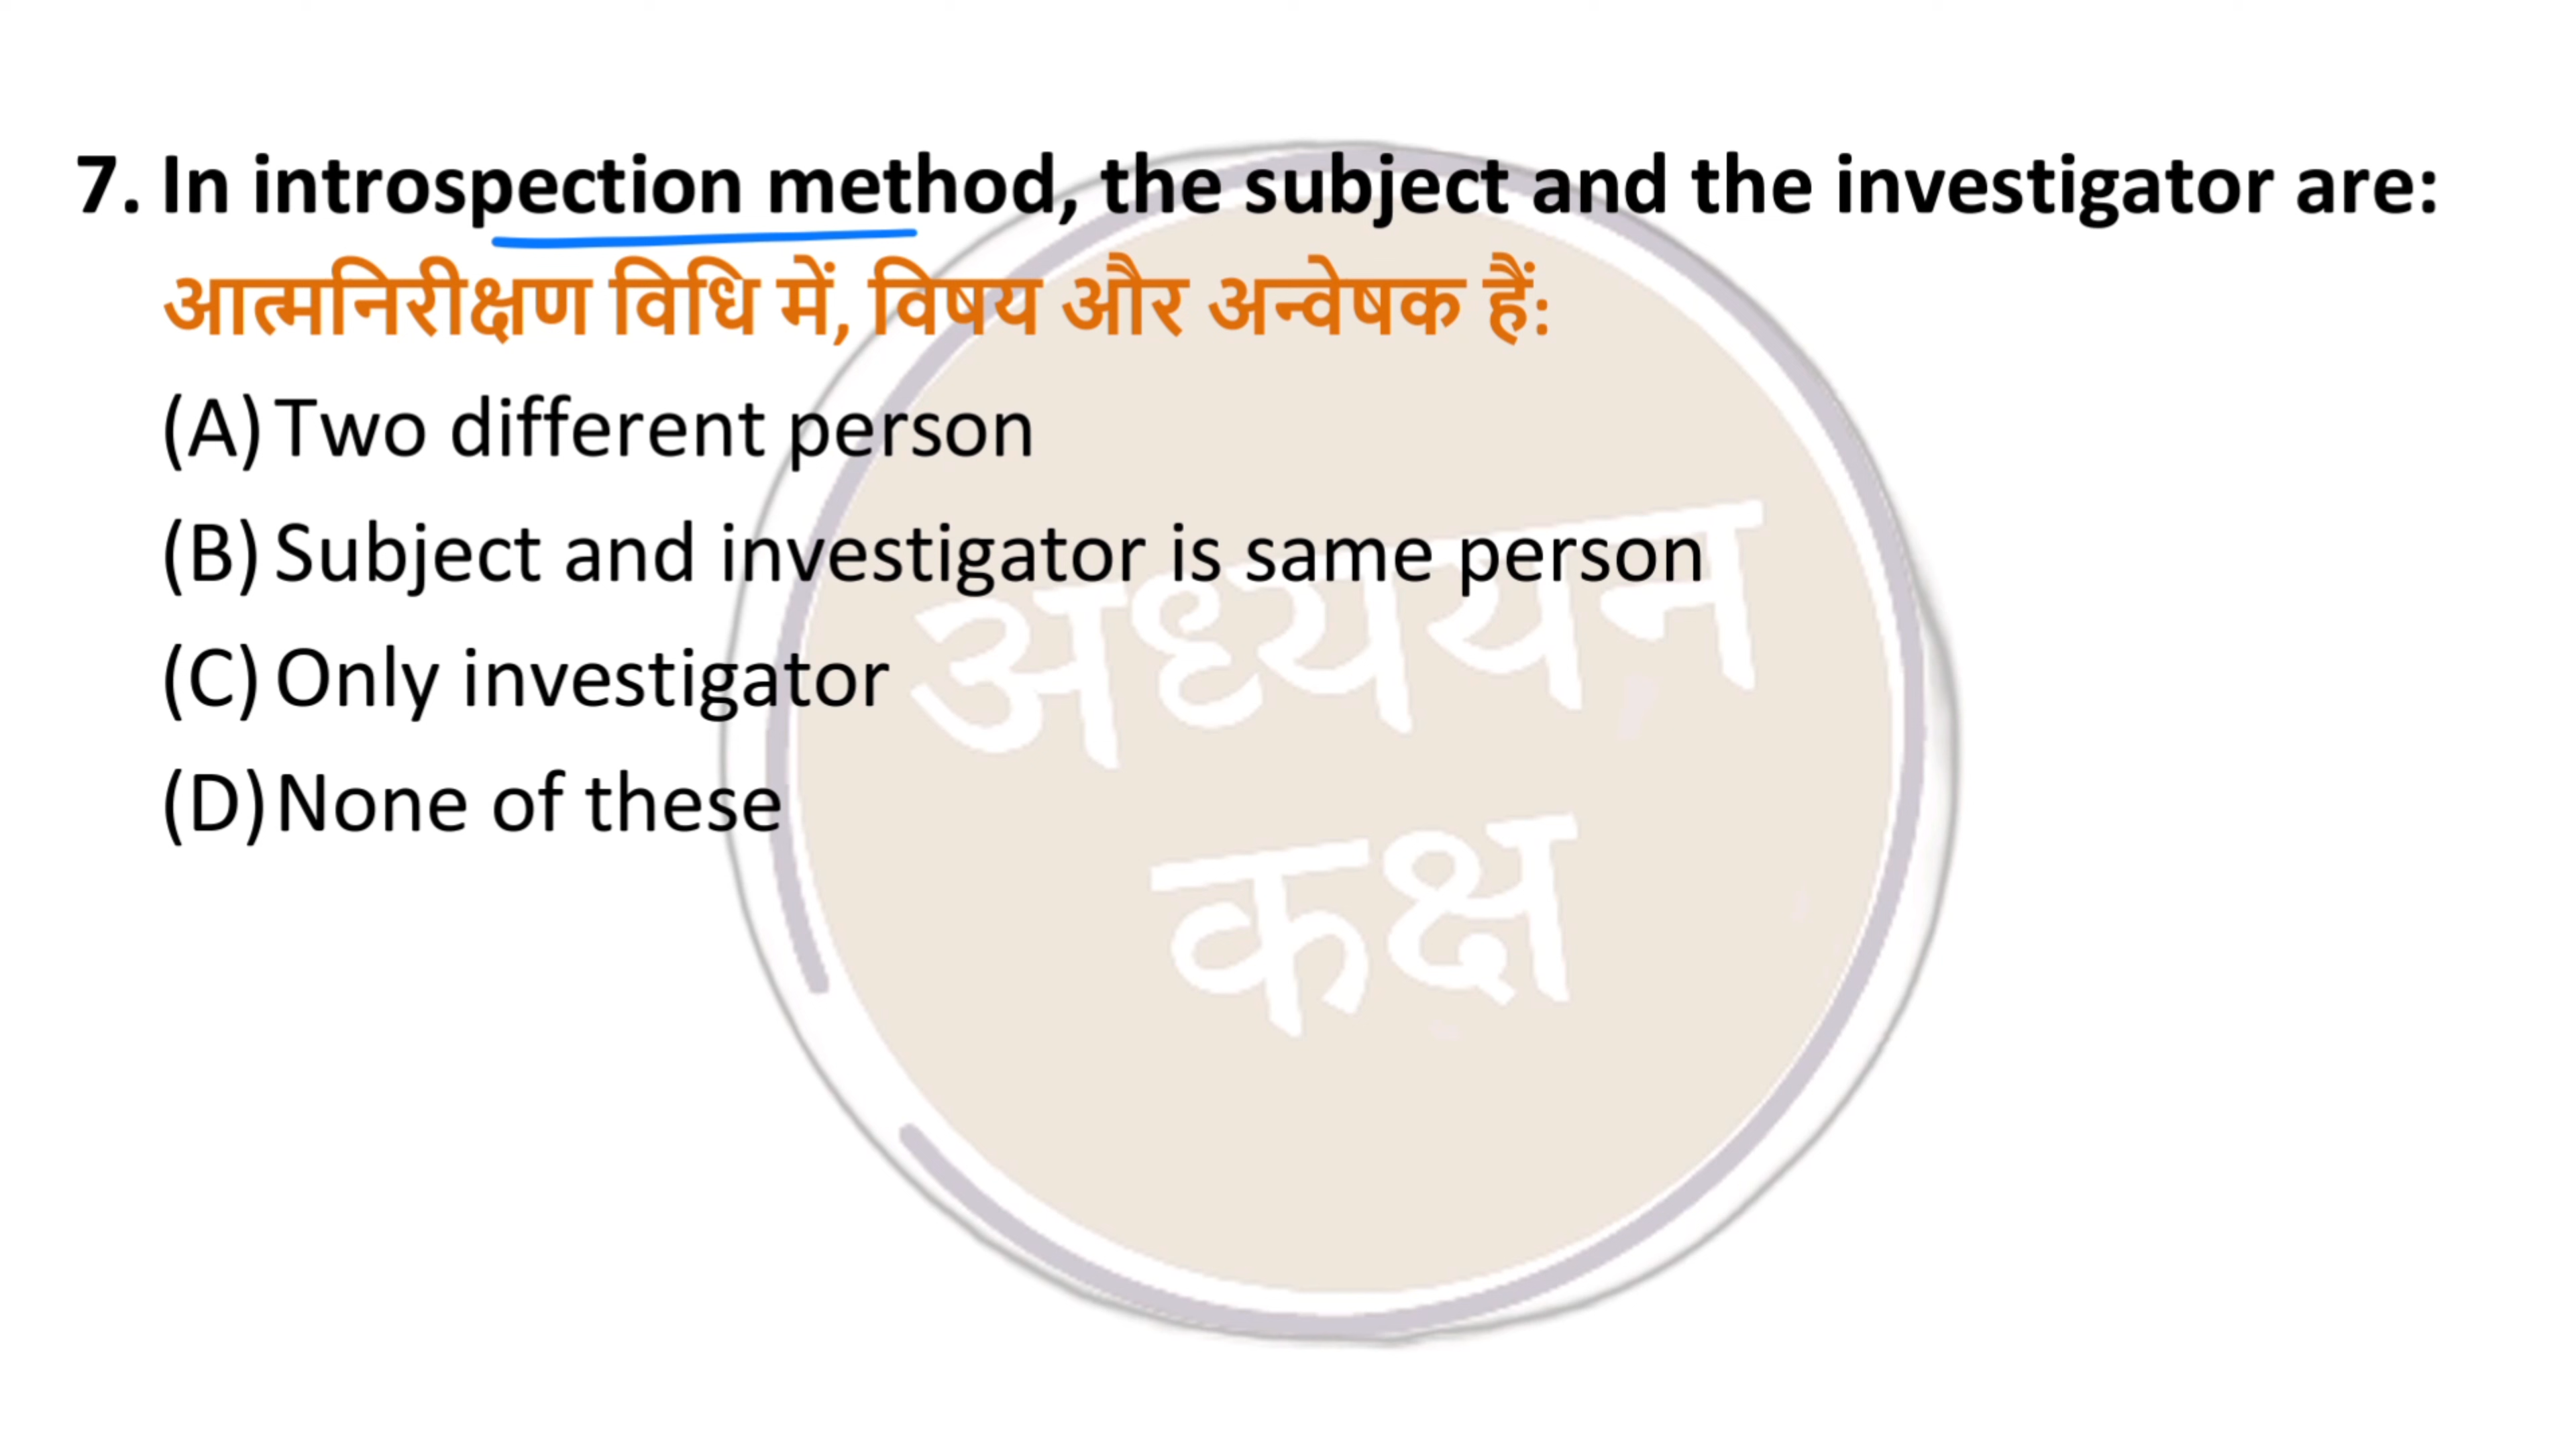 7. In introspection method, the subject and the investigator are:
आत्मनिरीक्षण विधि में, विषय और अन्वेषक हैं:
(A) Two different person
(B) Subject and investigator is same person
(C) Only investigator
(D) None of these
अध्ययन
कक्ष